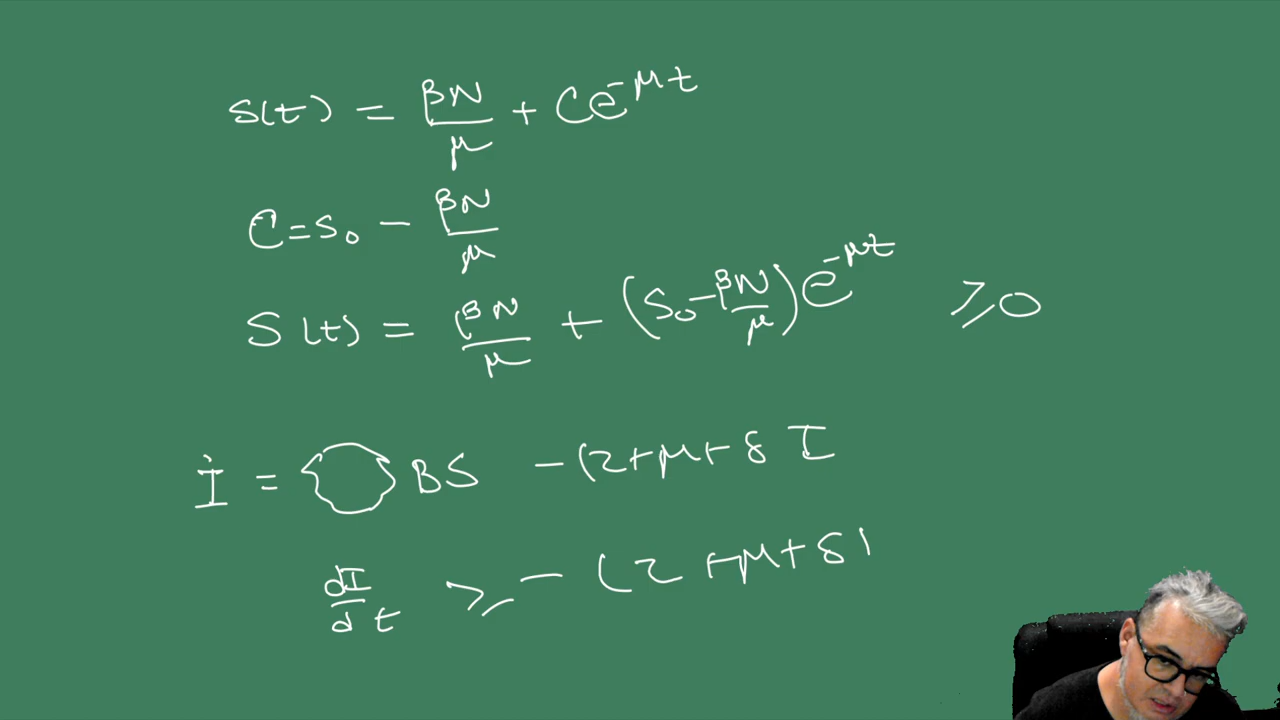 S(t) = βN/μ + Ce^{-μt}
C = S₀ - βN/μ
S(t) = βN/μ + (S₀ - βN/μ)e^{-μt} ≥ 0
İ = BS - (τ+μ+δ I
dI/dt ≥ - (τ+μ+δ)